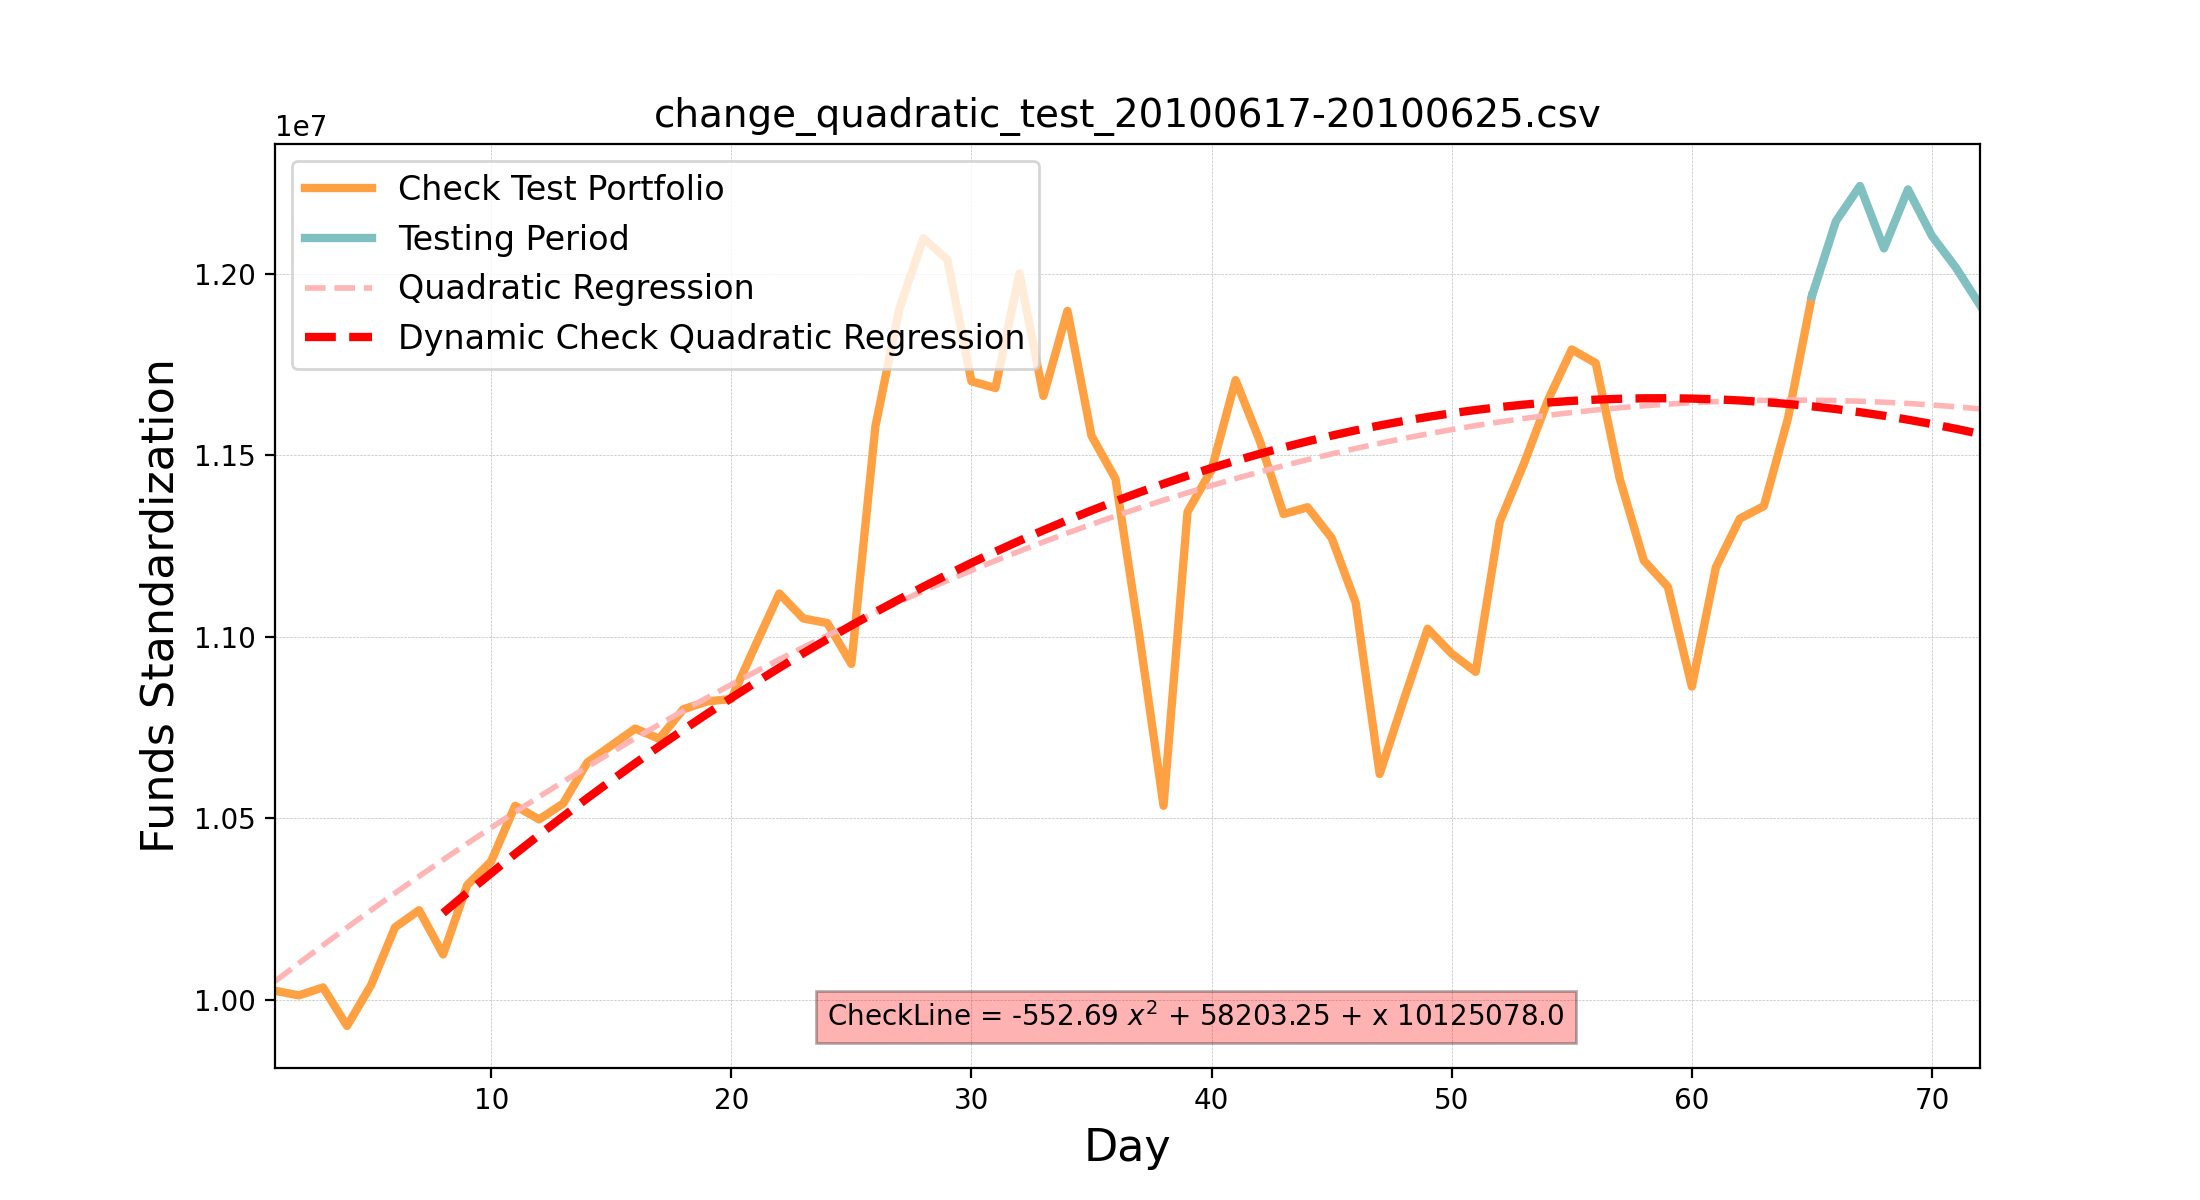 change_quadratic_test_20100617-20100625.csv
1e7
Check Test Portfolio
Testing Period
Quadratic Regression
Dynamic Check Quadratic Regression
1.20
1.15
1.10
1.05
1.00
Funds Standardization
CheckLine = -552.69 x² + 58203.25 + x 10125078.0
10 20 30 40 50 60 70
Day